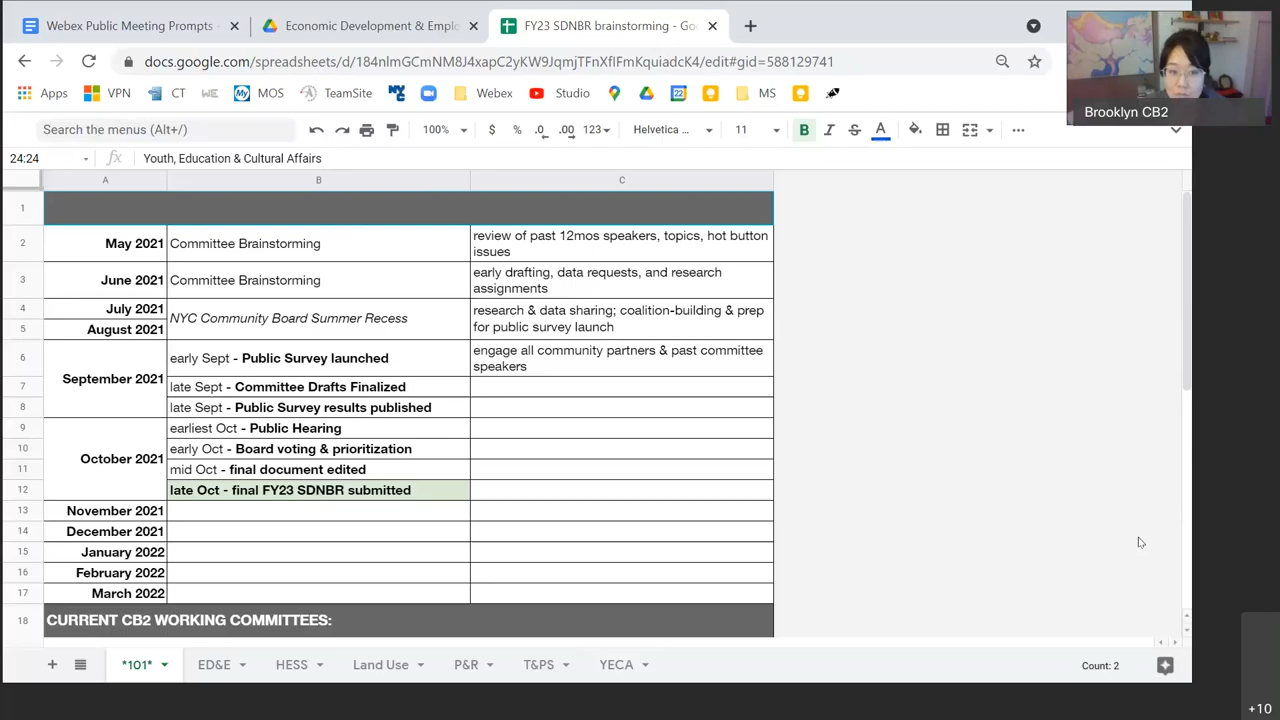 Webex Public Meeting Prompts -
Economic Development & Emplo
FY23 SDNBR brainstorming - Goo
docs.google.com/spreadsheets/d/184nlmGCmNM8J4xapC2yKW9JqmjTFnXflFmKquiadcK4/edit#gid=588129741
Apps VPN CT WE MOS TeamSite Webex Studio MS
Brooklyn CB2
Search the menus (Alt+/) 100% $ % .0 .00 123 Helvetica ... 11 B I S A
24:24 fx Youth, Education & Cultural Affairs
A B C
1
2 May 2021 Committee Brainstorming review of past 12mos speakers, topics, hot button
issues
3 June 2021 Committee Brainstorming early drafting, data requests, and research
assignments
4 July 2021 NYC Community Board Summer Recess research & data sharing; coalition-building & prep
5 August 2021 for public survey launch
6 September 2021 early Sept - Public Survey launched engage all community partners & past committee
speakers
7 late Sept - Committee Drafts Finalized
8 late Sept - Public Survey results published
9 earliest Oct - Public Hearing
10 October 2021 early Oct - Board voting & prioritization
11 mid Oct - final document edited
12 late Oct - final FY23 SDNBR submitted
13 November 2021
14 December 2021
15 January 2022
16 February 2022
17 March 2022
18 CURRENT CB2 WORKING COMMITTEES:
*101* ED&E HESS Land Use P&R T&PS YECA Count: 2
+10